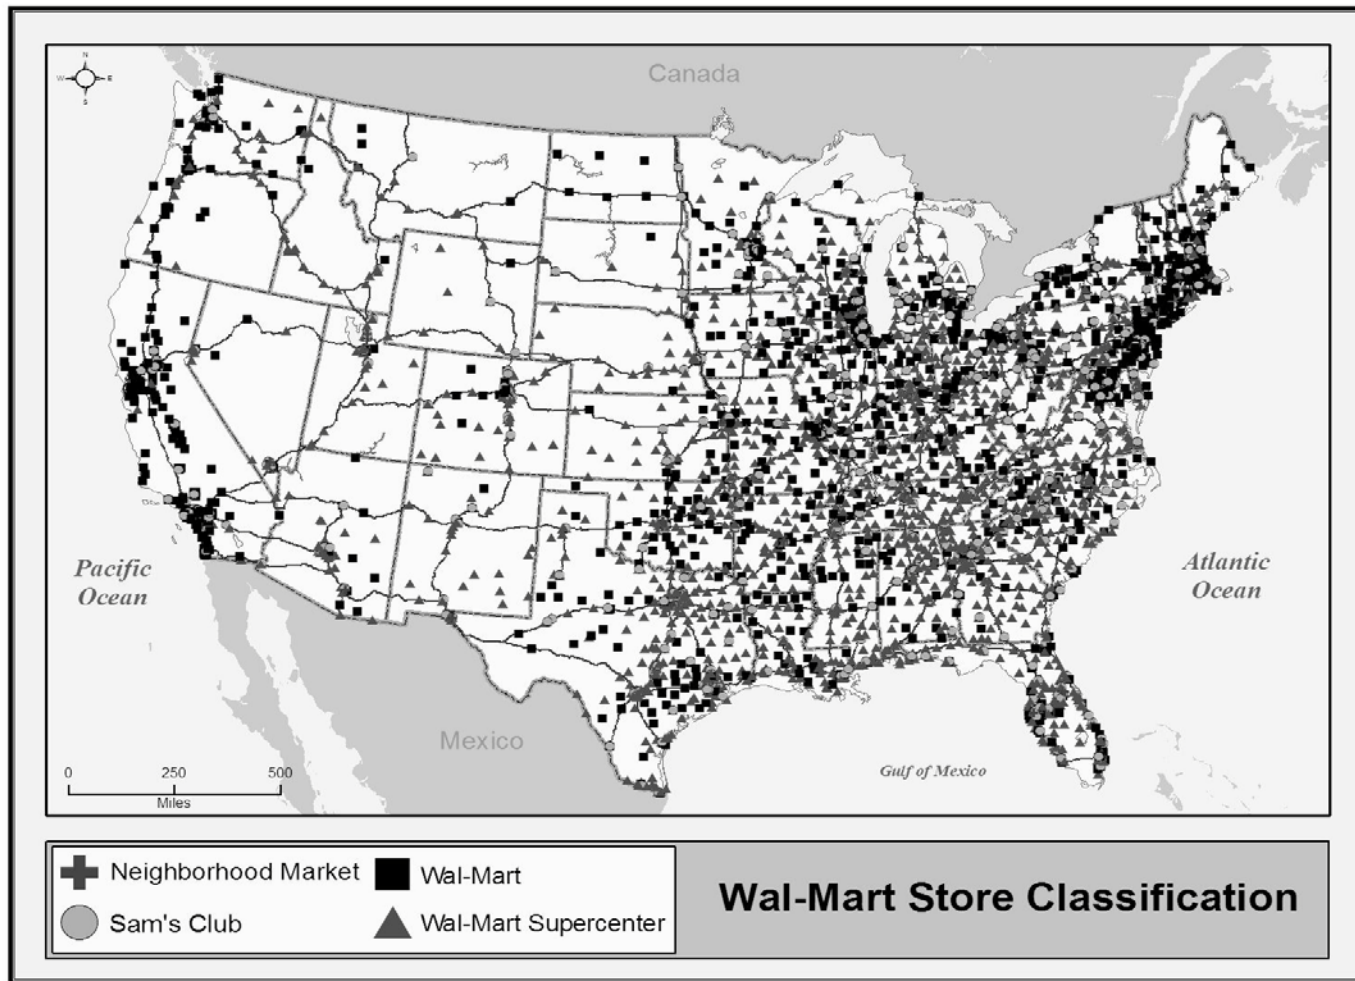 N
W
E
S
Canada
Pacific
Ocean
Atlantic
Ocean
Mexico
Gulf of Mexico
0
250
500
Miles
Neighborhood Market
Wal-Mart
Sam's Club
Wal-Mart Supercenter
Wal-Mart Store Classification